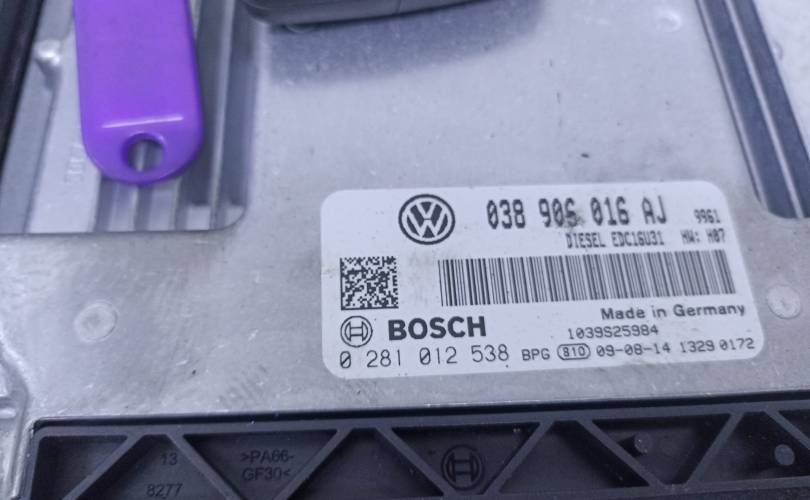 038 906 016 AJ 9961
DIESEL EDC16U31 HW: H07
Made in Germany
BOSCH 1039S25984
0 281 012 538 BPG 810 09-08-14 1329 0172
13 >PA66-
8277 GF30<